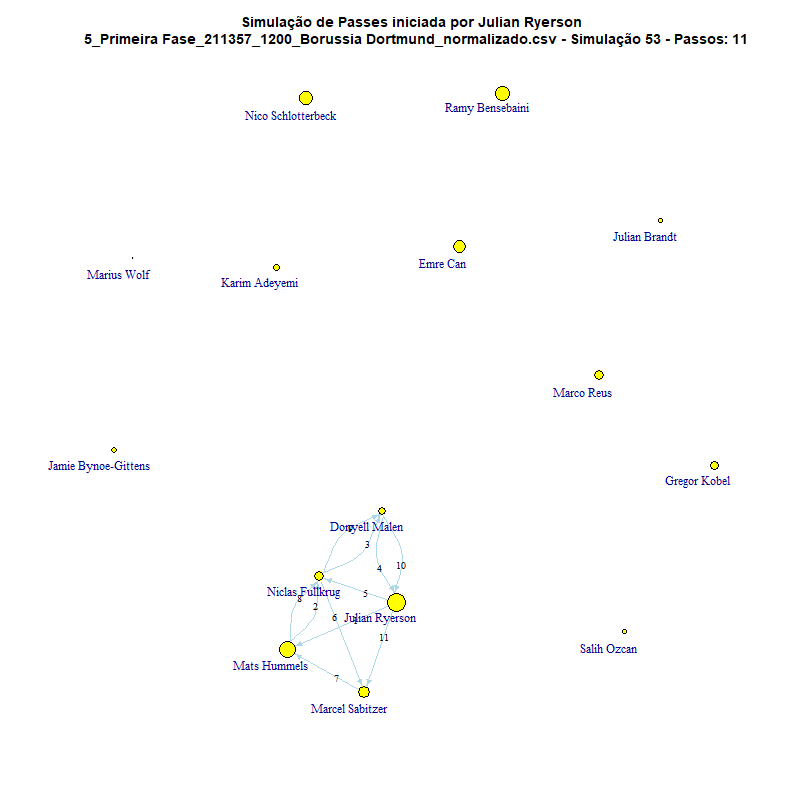 Simulação de Passes iniciada por Julian Ryerson
5_Primeira Fase_211357_1200_Borussia Dortmund_normalizado.csv - Simulação 53 - Passos: 11
Nico Schlotterbeck
Ramy Bensebaini
Julian Brandt
Emre Can
Marius Wolf
Karim Adeyemi
Marco Reus
Jamie Bynoe-Gittens
Gregor Kobel
Donyell Malen
3
10
4
Niclas Fullkrug
5
8
2
6
Julian Ryerson
11
Salih Ozcan
Mats Hummels
7
Marcel Sabitzer